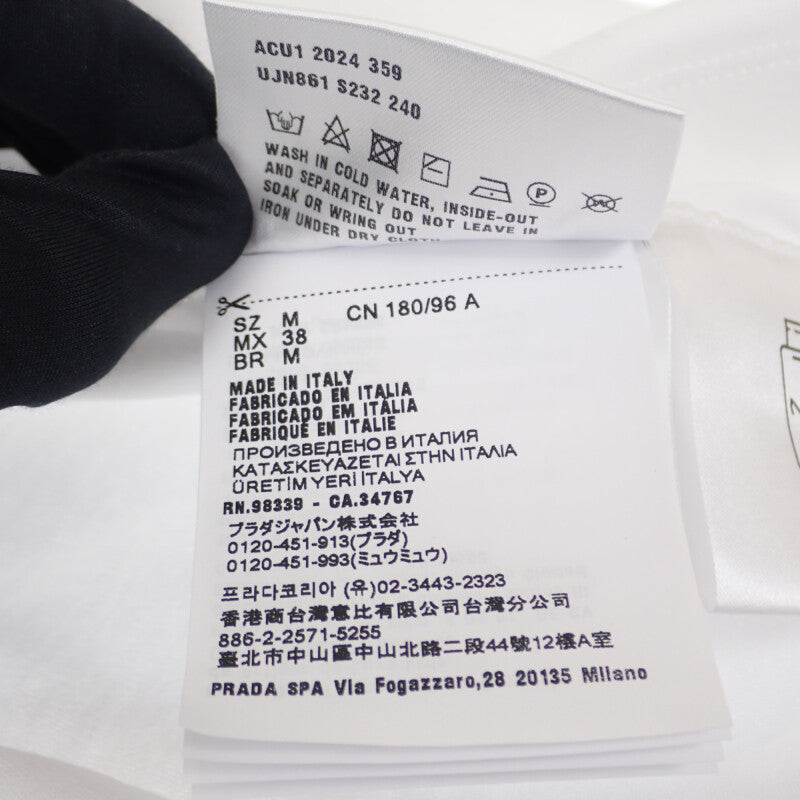 ACU1 2024 359
UJN861 S232 240
WASH IN COLD WATER, INSIDE-OUT
AND SEPARATELY DO NOT LEAVE IN
SOAK OR WRING OUT
IRON UNDER DRY CLOTH
SZ M CN 180/96 A
MX 38
BR M
MADE IN ITALY
FABRICADO EN ITALIA
FABRICADO EM ITÁLIA
FABRIQUÉ EN ITALIE
ПРОИЗВЕДЕНО В ИТАЛИЯ
ΚΑΤΑΣΚΕΥΑΖΕΤΑΙ ΣΤΗΝ ΙΤΑΛΙΑ
ÜRETİM YERİ İTALYA
RN.98339 - CA.34767
プラダジャパン株式会社
0120-451-913(プラダ)
0120-451-993(ミュウミュウ)
프라다코리아 (유)02-3443-2323
香港商台灣意比有限公司台灣分公司
886-2-2571-5255
臺北市中山區中山北路二段44號12樓A室
PRADA SPA Via Fogazzaro,28 20135 Milano